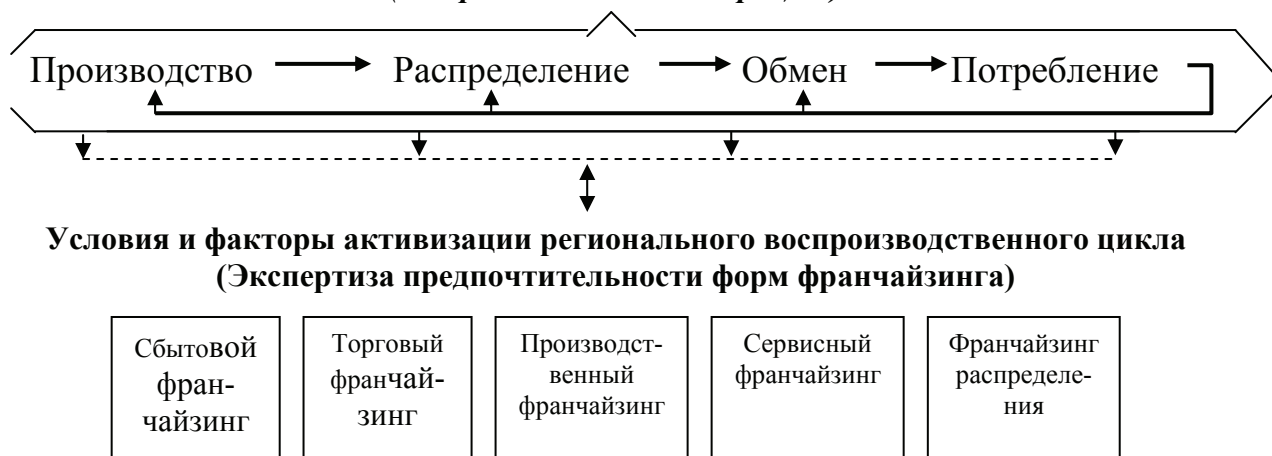 Производство Распределение Обмен Потребление
Условия и факторы активизации регионального воспроизводственного цикла
(Экспертиза предпочтительности форм франчайзинга)
Сбытовой
фран-
чайзинг
Торговый
франчай-
зинг
Производст-
венный
франчайзинг
Сервисный
франчайзинг
Франчайзинг
распределе-
ния